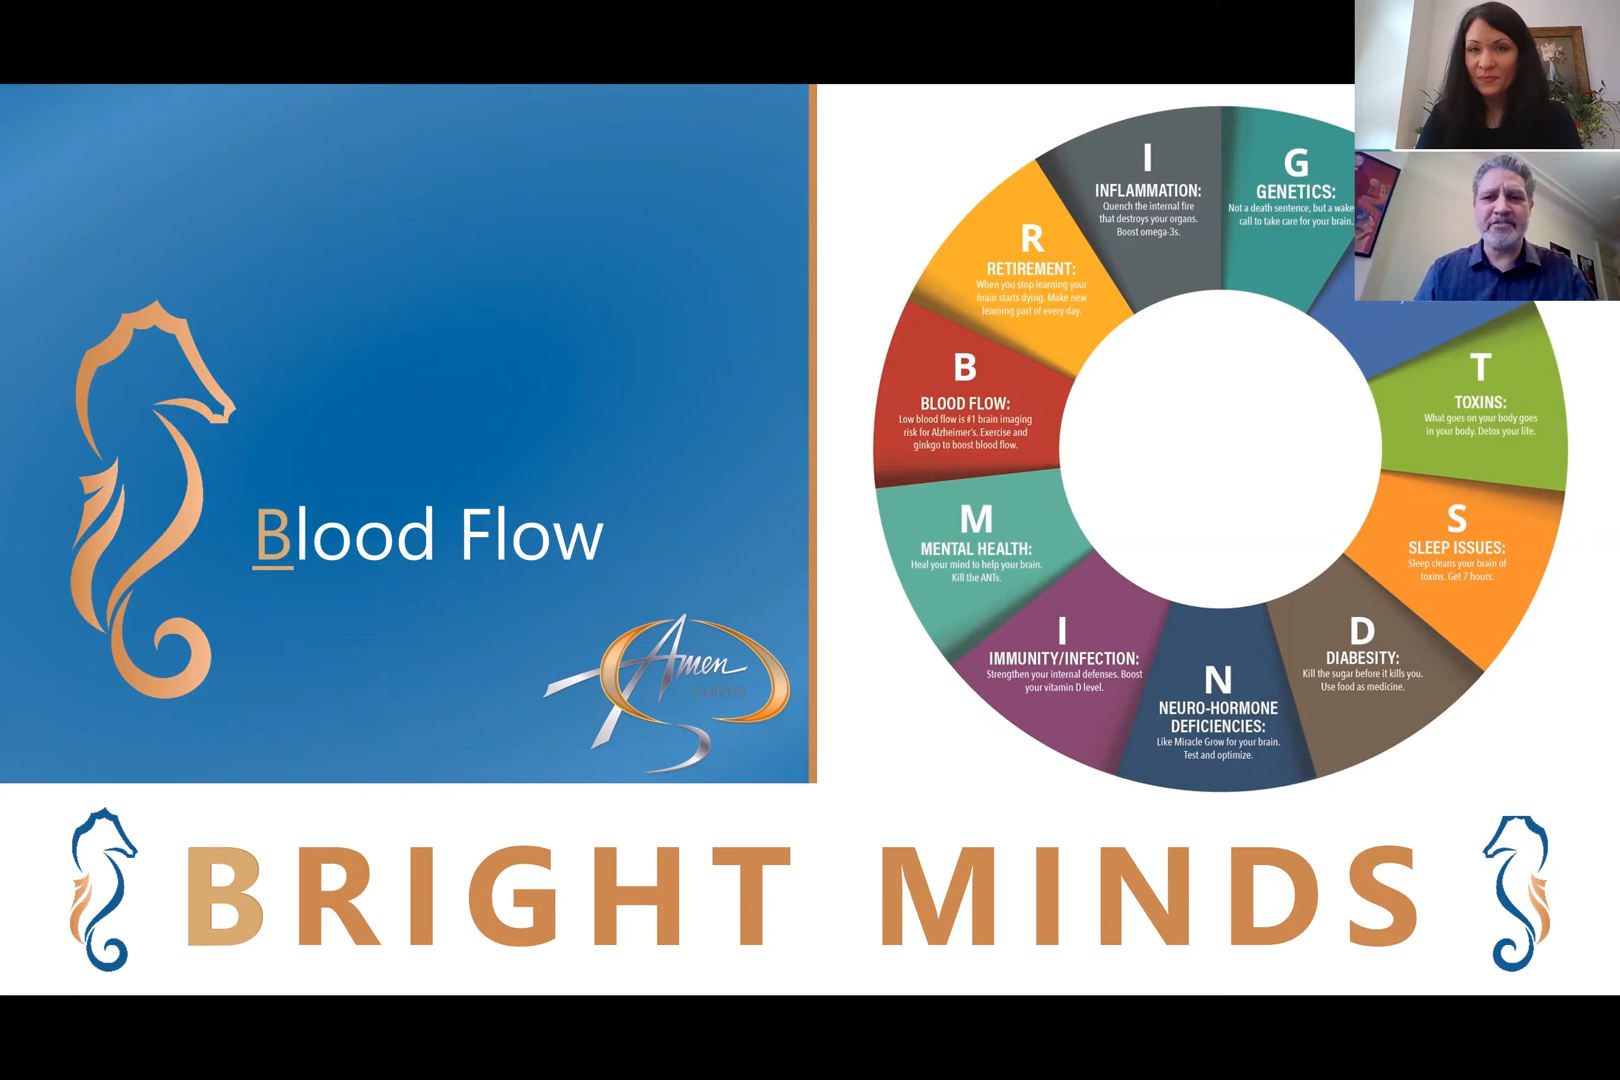 Blood Flow
Amen
CLINICS
I
INFLAMMATION:
Quench the internal fire
that destroys your organs.
Boost omega-3s.
G
GENETICS:
Not a death sentence, but a wake
call to take care for your brain.
R
RETIREMENT:
When you stop learning your
brain starts dying. Make new
learning part of every day.
B
BLOOD FLOW:
Low blood flow is #1 brain imaging
risk for Alzheimer's. Exercise and
ginkgo to boost blood flow.
T
TOXINS:
What goes on your body goes
in your body. Detox your life.
M
MENTAL HEALTH:
Heal your mind to help your brain.
Kill the ANTs.
S
SLEEP ISSUES:
Sleep cleans your brain of
toxins. Get 7 hours.
I
IMMUNITY/INFECTION:
Strengthen your internal defenses. Boost
your vitamin D level.
N
NEURO-HORMONE
DEFICIENCIES:
Like Miracle Grow for your brain.
Test and optimize.
D
DIABESITY:
Kill the sugar before it kills you.
Use food as medicine.
BRIGHT MINDS